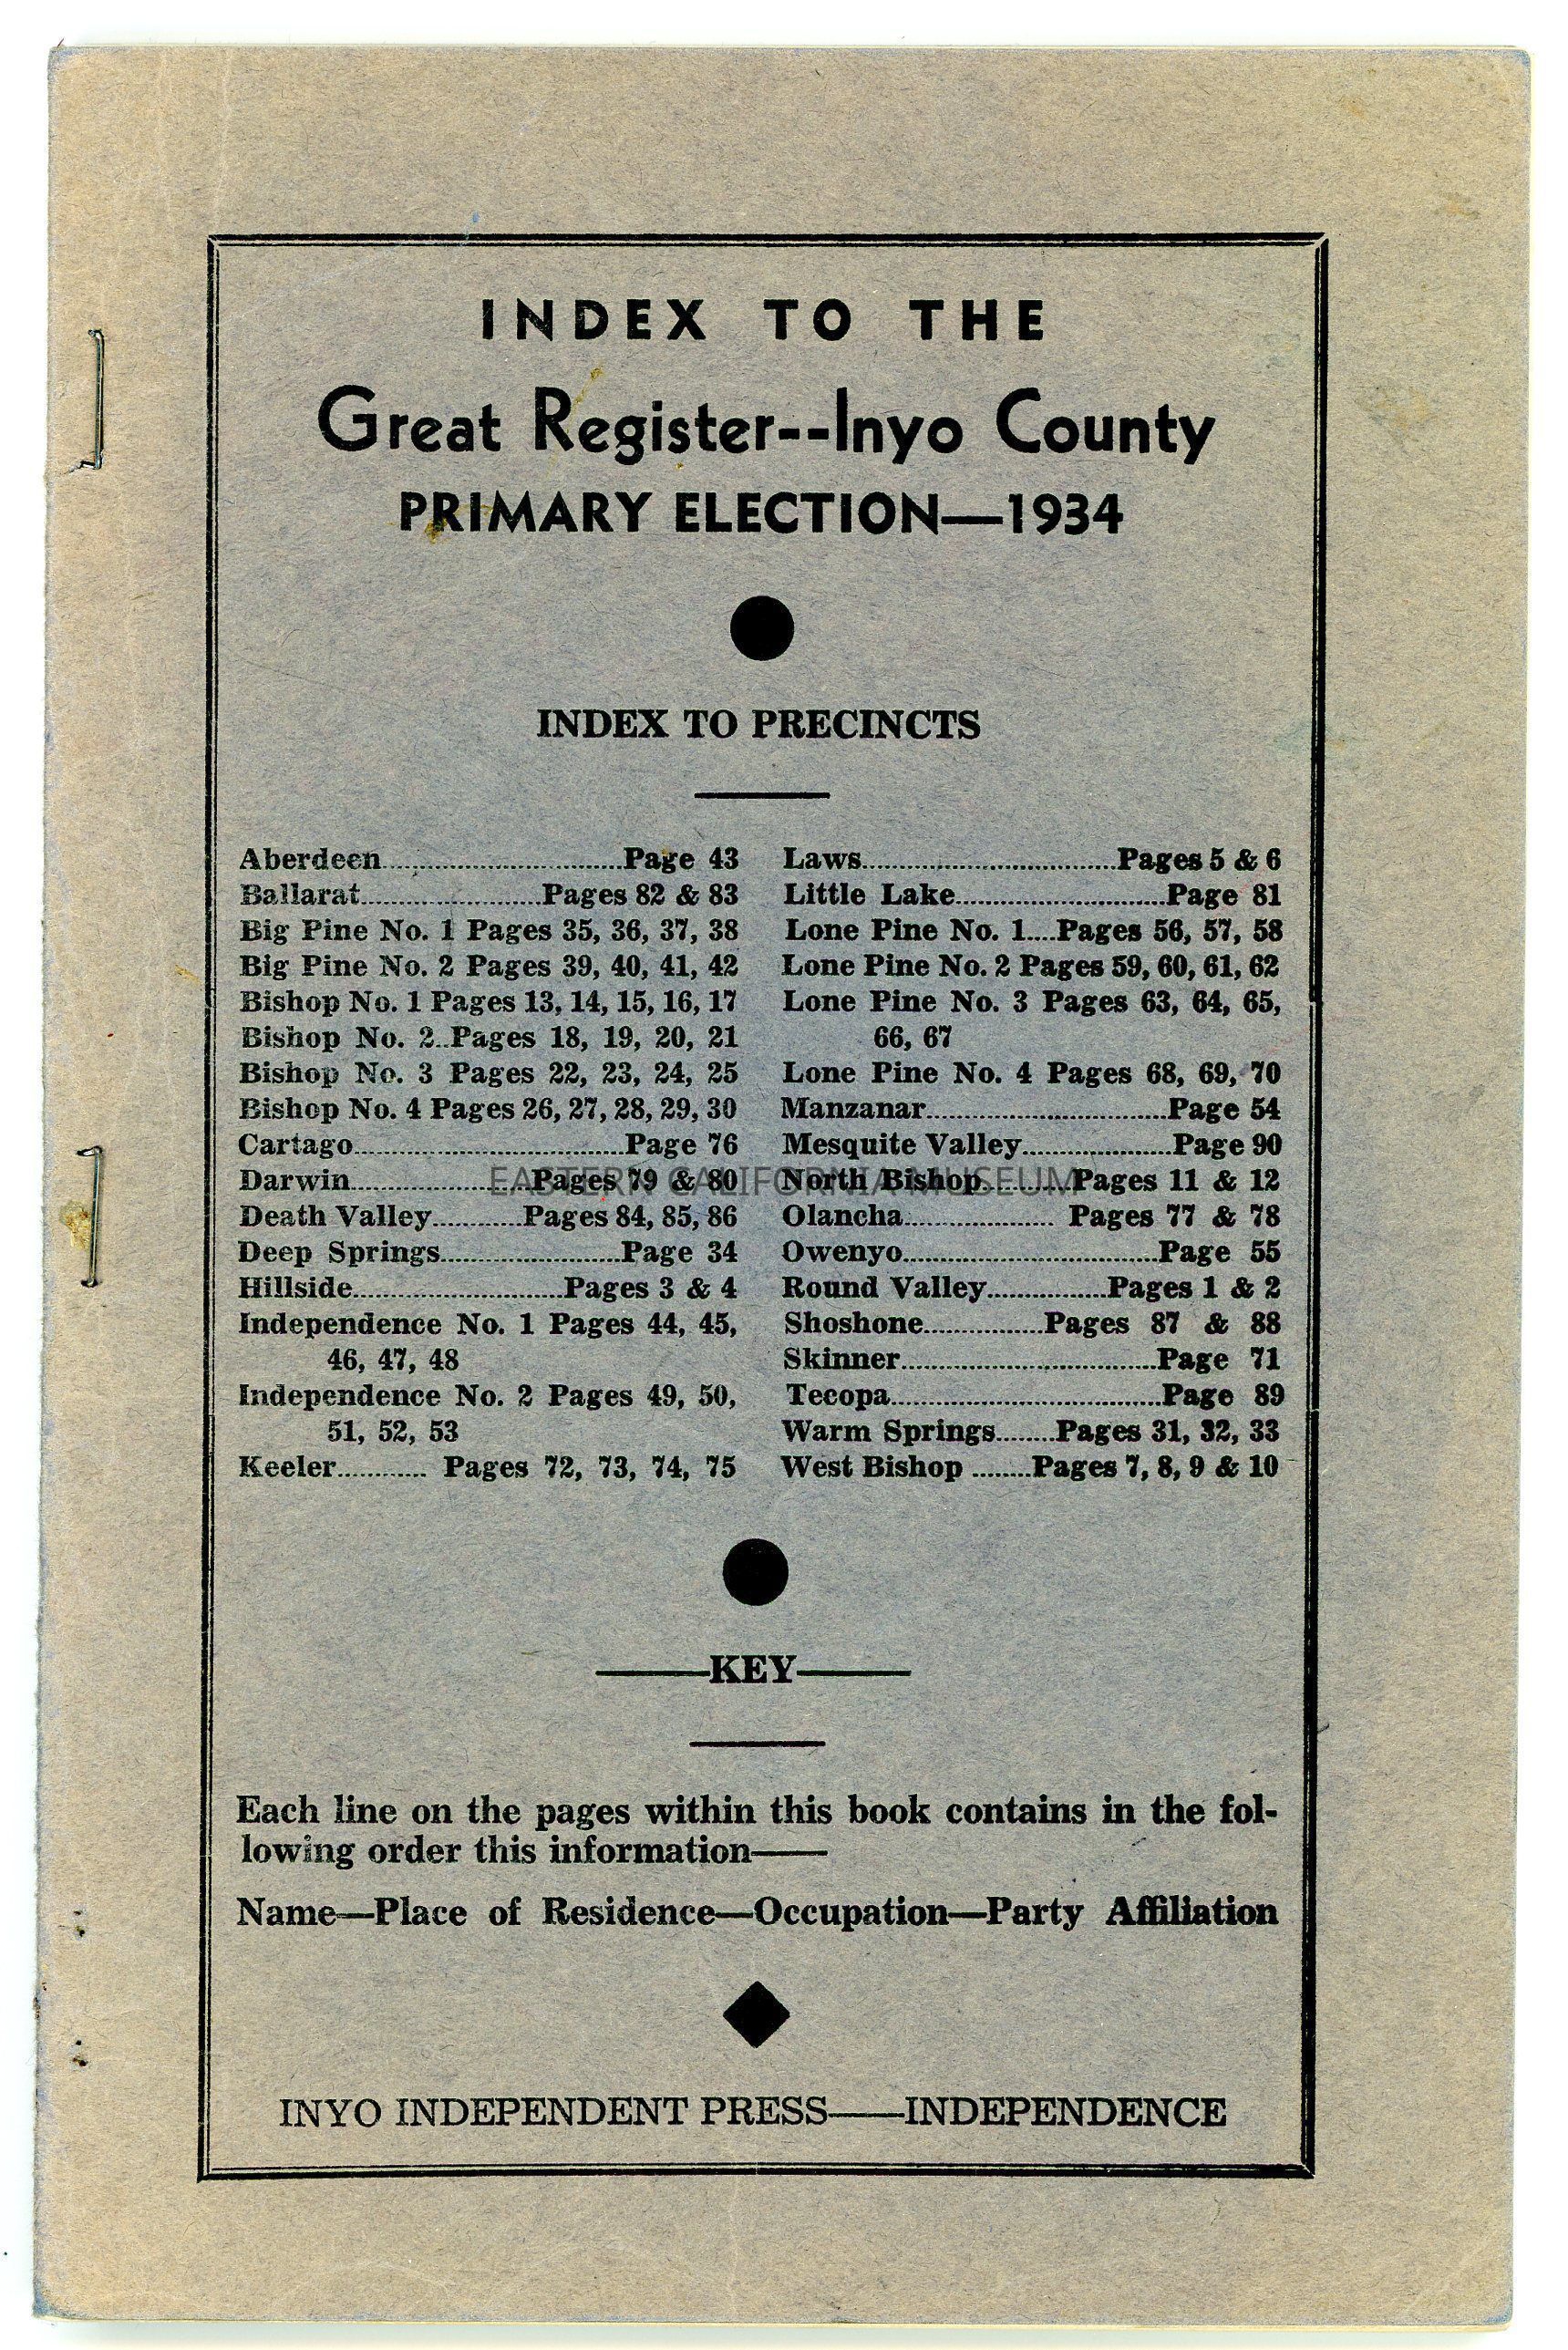 INDEX TO THE
Great Register--Inyo County
PRIMARY ELECTION—1934
INDEX TO PRECINCTS
Aberdeen..............................Page 43
Ballarat.......................Pages 82 & 83
Big Pine No. 1 Pages 35, 36, 37, 38
Big Pine No. 2 Pages 39, 40, 41, 42
Bishop No. 1 Pages 13, 14, 15, 16, 17
Bishop No. 2..Pages 18, 19, 20, 21
Bishop No. 3 Pages 22, 23, 24, 25
Bishop No. 4 Pages 26, 27, 28, 29, 30
Cartago..................................Page 76
Darwin.......................Pages 79 & 80
Death Valley............Pages 84, 85, 86
Deep Springs.......................Page 34
Hillside...........................Pages 3 & 4
Independence No. 1 Pages 44, 45,
46, 47, 48
Independence No. 2 Pages 49, 50,
51, 52, 53
Keeler............ Pages 72, 73, 74, 75
Laws................................Pages 5 & 6
Little Lake...........................Page 81
Lone Pine No. 1....Pages 56, 57, 58
Lone Pine No. 2 Pages 59, 60, 61, 62
Lone Pine No. 3 Pages 63, 64, 65,
66, 67
Lone Pine No. 4 Pages 68, 69, 70
Manzanar...............................Page 54
Mesquite Valley...................Page 90
North Bishop............Pages 11 & 12
Olancha................... Pages 77 & 78
Owenyo................................Page 55
Round Valley...............Pages 1 & 2
Shoshone...............Pages 87 & 88
Skinner................................Page 71
Tecopa..................................Page 89
Warm Springs........Pages 31, 32, 33
West Bishop ........Pages 7, 8, 9 & 10
EASTERN CALIFORNIA MUSEUM
——KEY——
Each line on the pages within this book contains in the fol-
lowing order this information——
Name—Place of Residence—Occupation—Party Affiliation
INYO INDEPENDENT PRESS——INDEPENDENCE